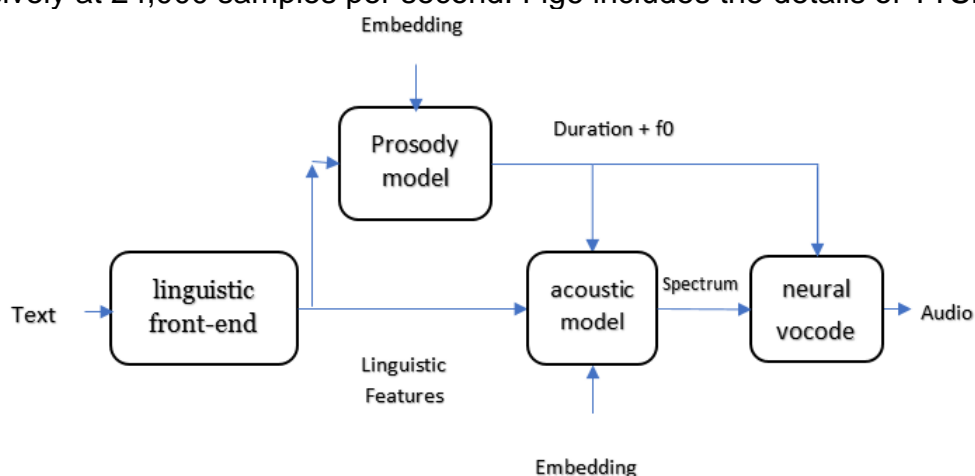 Embedding
Prosody
model
Duration + f0
linguistic
front-end
acoustic
model
Spectrum
neural
vocode
Text
Audio
Linguistic
Features
Embedding